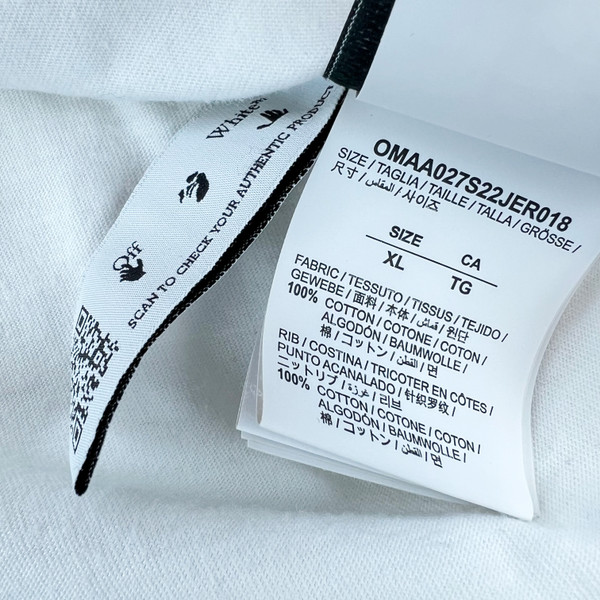 White™
Off
SCAN TO CHECK YOUR AUTHENTIC PRODUCT
OMAA027S22JER018
SIZE / TAGLIA / TAILLE / TALLA / GRÖSSE /
尺寸 / المقاس / 사이즈
SIZE CA
XL TG
FABRIC / TESSUTO / TISSUS / TEJIDO /
GEWEBE / 面料 / 本体 / قماش / 원단
100% COTTON / COTONE / COTON /
ALGODÓN / BAUMWOLLE /
棉 / コットン / القطن / 면
RIB / COSTINA / TRICOTER EN CÔTES /
PUNTO ACANALADO / 针织罗纹 /
ニットリブ / غرزة / 리브
100% COTTON / COTONE / COTON /
ALGODÓN / BAUMWOLLE /
棉 / コットン / القطن / 면